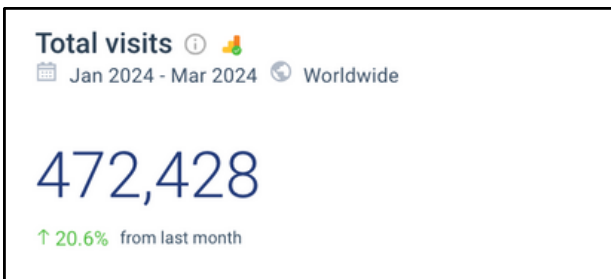 Total visits
Jan 2024 - Mar 2024 Worldwide
472,428
↑ 20.6% from last month